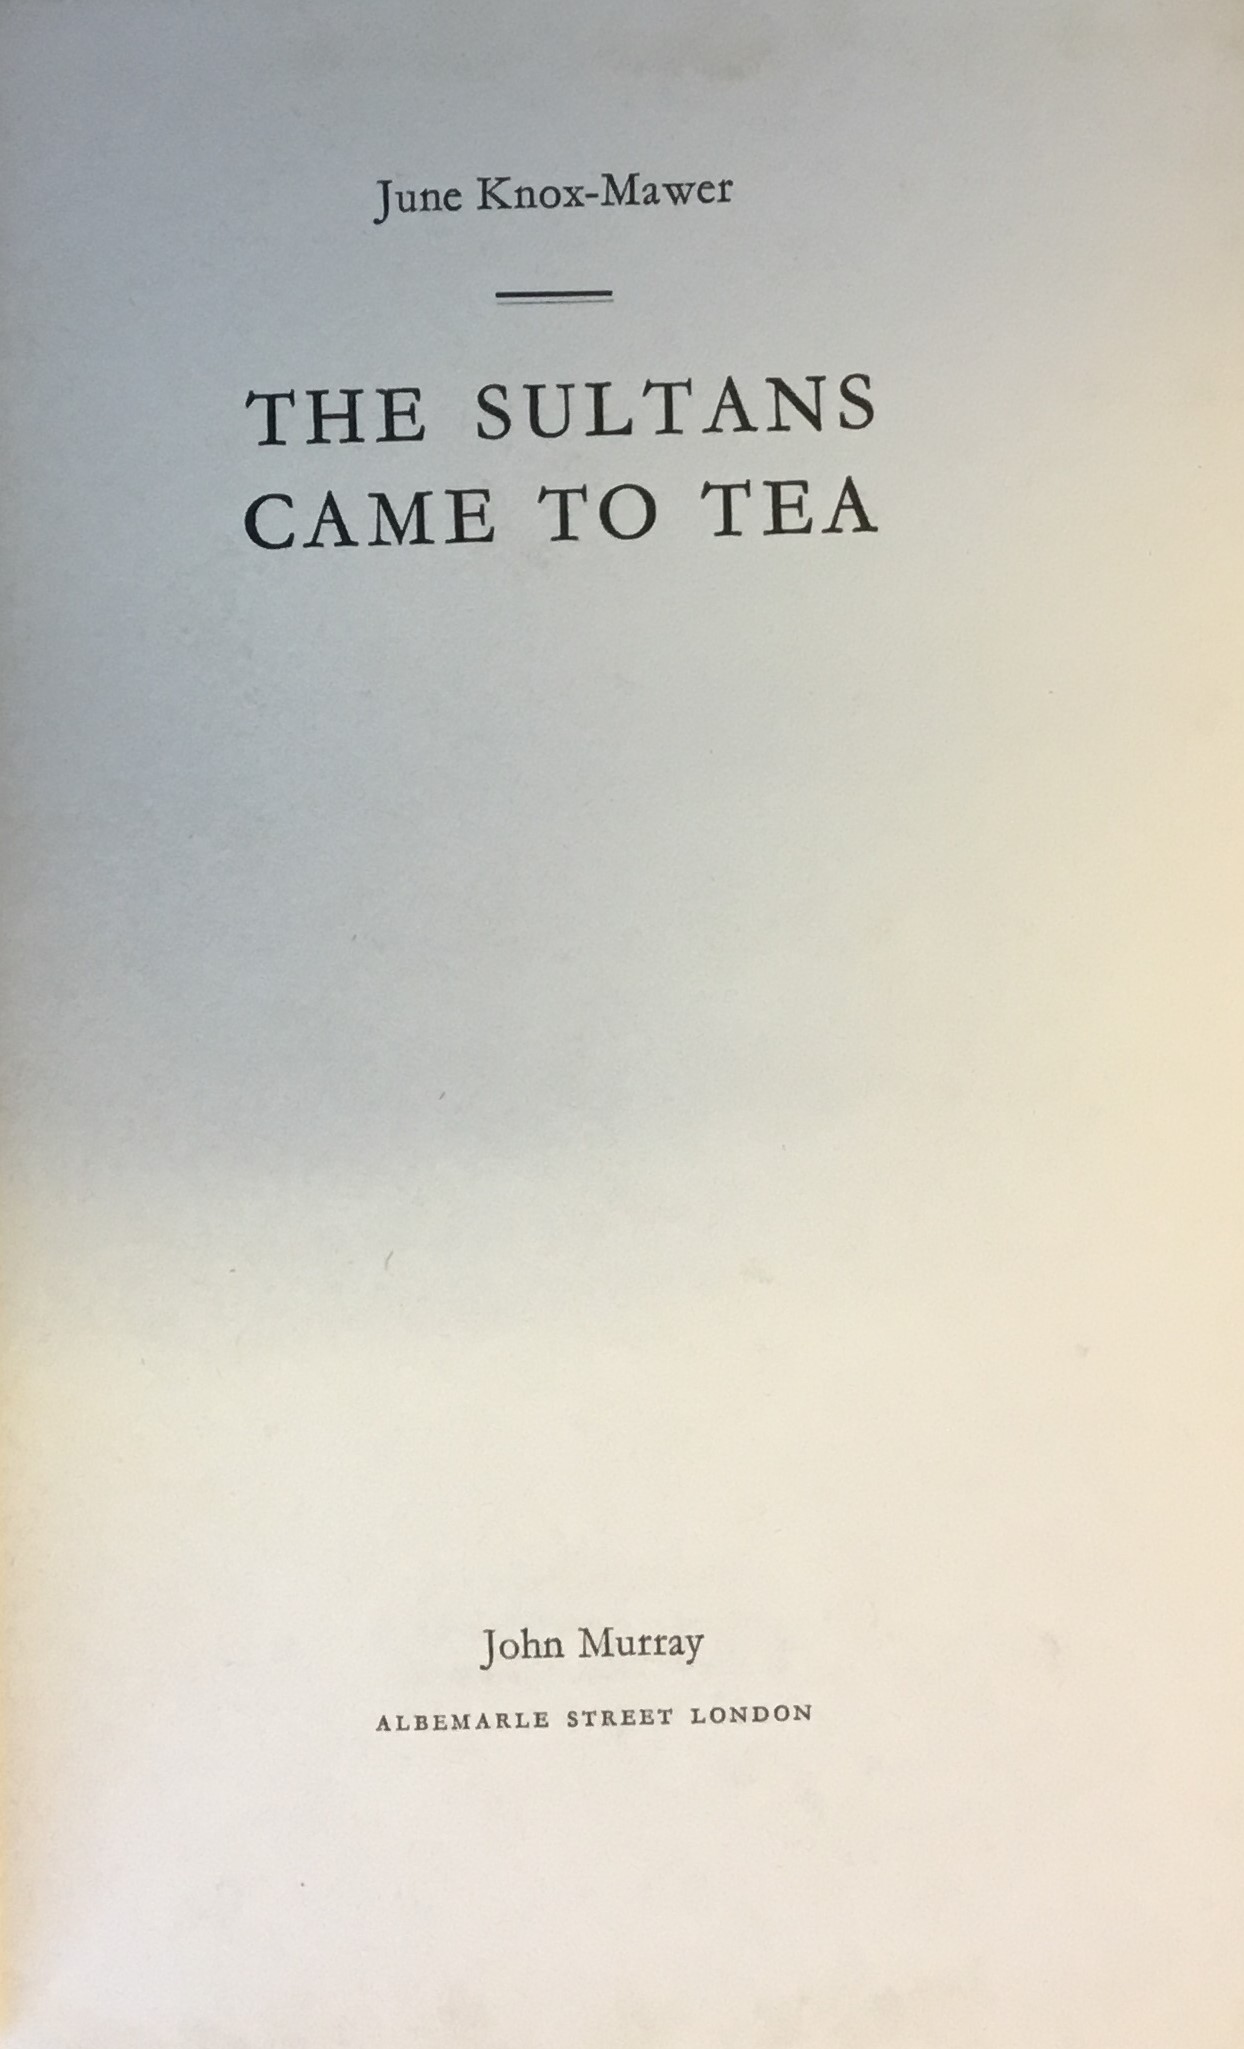 June Knox-Mawer
THE SULTANS
CAME TO TEA
John Murray
ALBEMARLE STREET LONDON